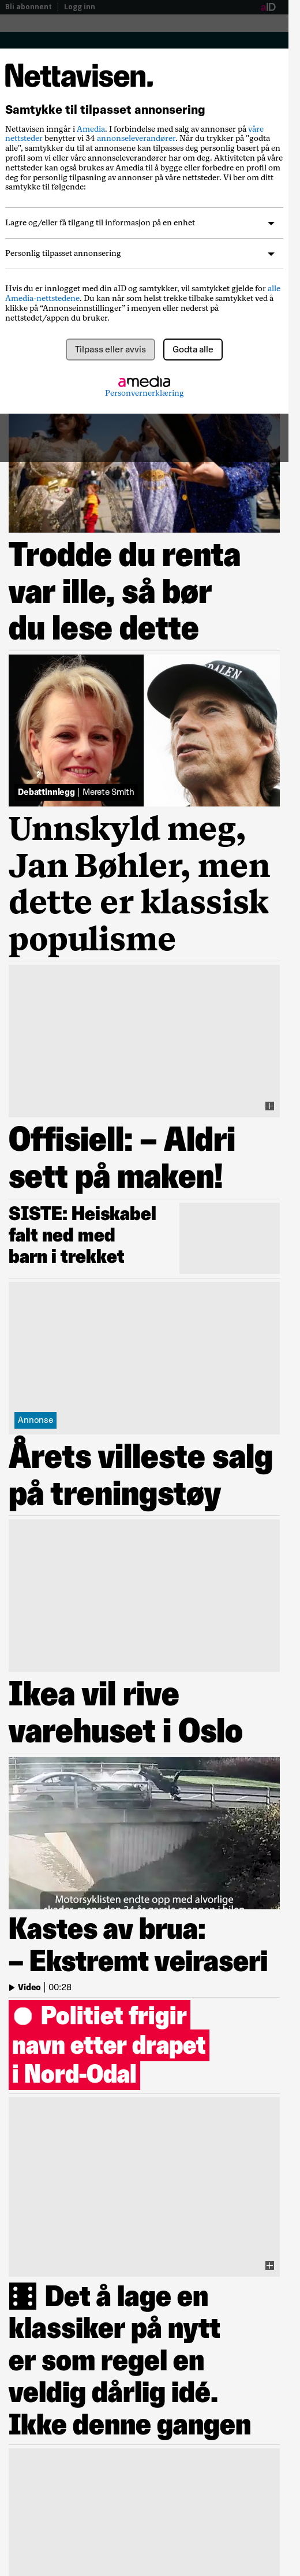 Bli abonnent | Logg inn
aID
Nettavisen.
Samtykke til tilpasset annonsering
Nettavisen inngår i Amedia. I forbindelse med salg av annonser på våre
nettsteder benytter vi 34 annonseleverandører. Når du trykker på "godta
alle", samtykker du til at annonsene kan tilpasses deg personlig basert på en
profil som vi eller våre annonseleverandører har om deg. Aktiviteten på våre
nettsteder kan også brukes av Amedia til å bygge eller forbedre en profil om
deg for personlig tilpasning av annonser på våre nettsteder. Vi ber om ditt
samtykke til følgende:
Lagre og/eller få tilgang til informasjon på en enhet
Personlig tilpasset annonsering
Hvis du er innlogget med din aID og samtykker, vil samtykket gjelde for alle
Amedia-nettstedene. Du kan når som helst trekke tilbake samtykket ved å
klikke på “Annonseinnstillinger” i menyen eller nederst på
nettstedet/appen du bruker.
Tilpass eller avvis
Godta alle
amedia
Personvernerklæring
Trodde du renta
var ille, så bør
du lese dette
DALEN
Debattinnlegg | Merete Smith
Unnskyld meg,
Jan Bøhler, men
dette er klassisk
populisme
Offisiell: – Aldri
sett på maken!
SISTE: Heiskabel
falt ned med
barn i trekket
Annonse
Årets villeste salg
på treningstøy
Ikea vil rive
varehuset i Oslo
Motorsyklisten endte opp med alvorlige
skader, mens den 34 år gamle mannen i bilen
Kastes av brua:
– Ekstremt veiraseri
Video | 00:28
Politiet frigir
navn etter drapet
i Nord-Odal
Det å lage en
klassiker på nytt
er som regel en
veldig dårlig idé.
Ikke denne gangen